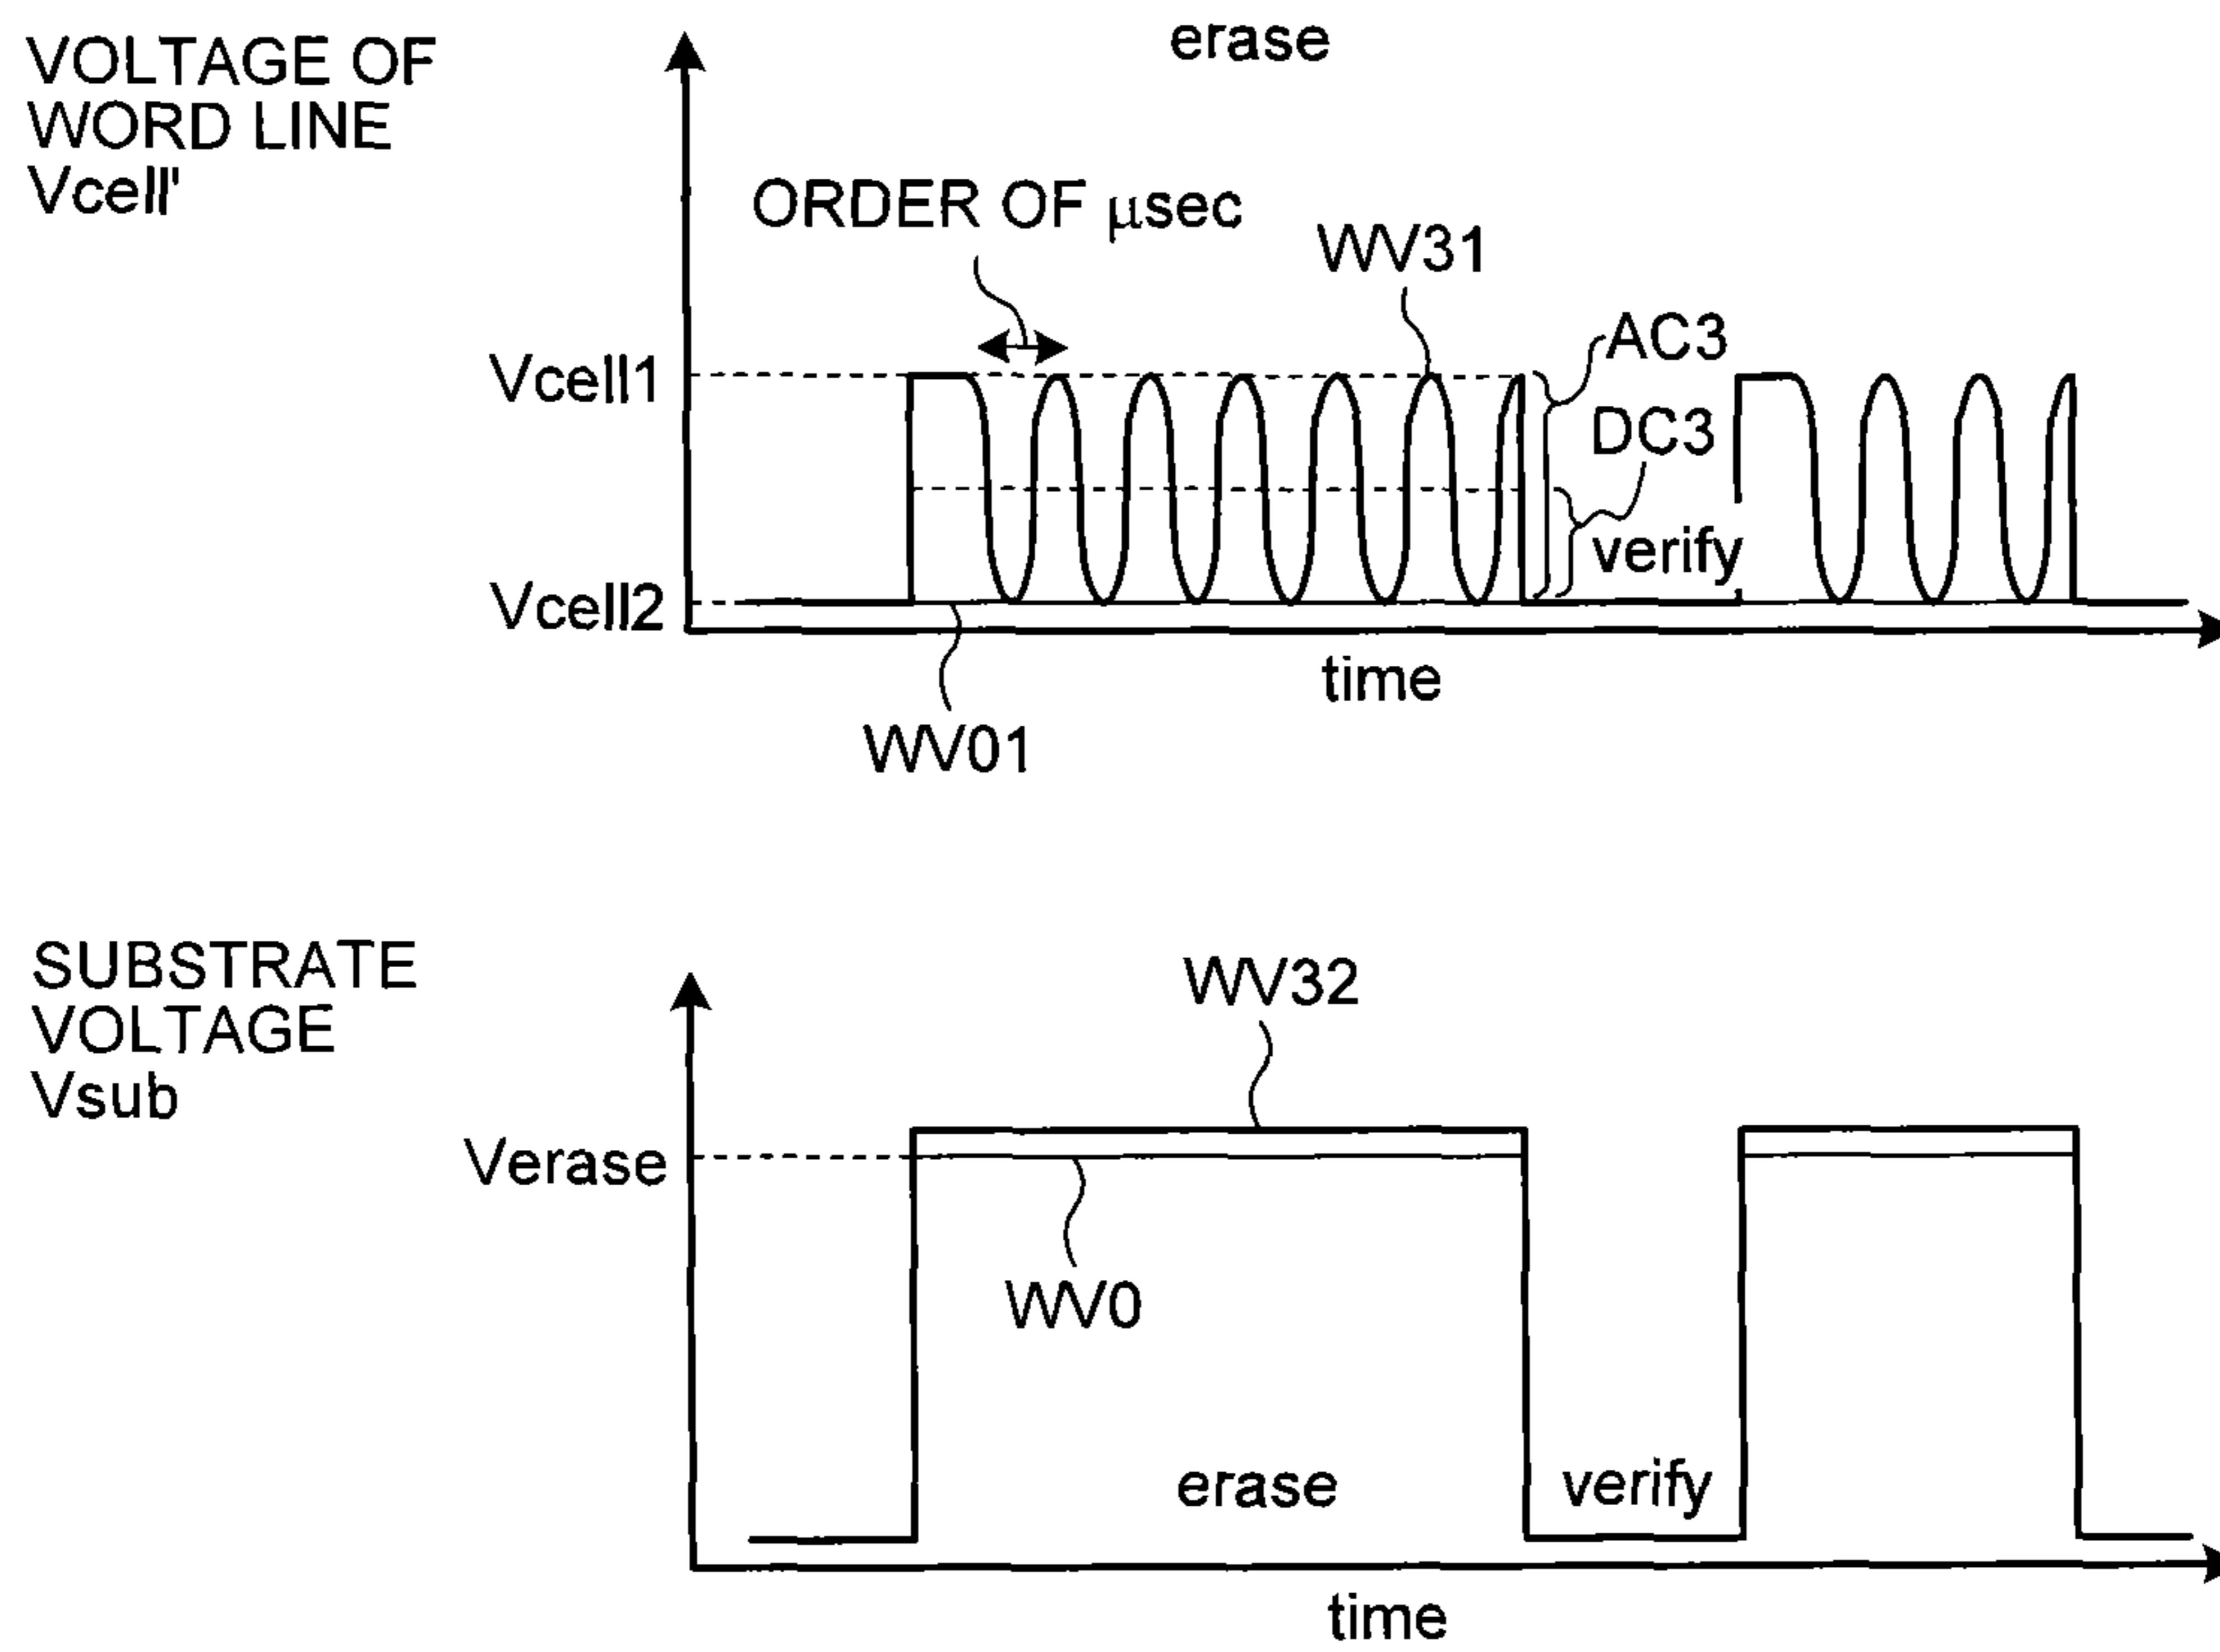 VOLTAGE OF
WORD LINE
Vcell'
erase
ORDER OF μsec
WV31
Vcell1
AC3
DC3
verify
Vcell2
time
WV01
SUBSTRATE
VOLTAGE
Vsub
WV32
Verase
WV0
erase
verify
time